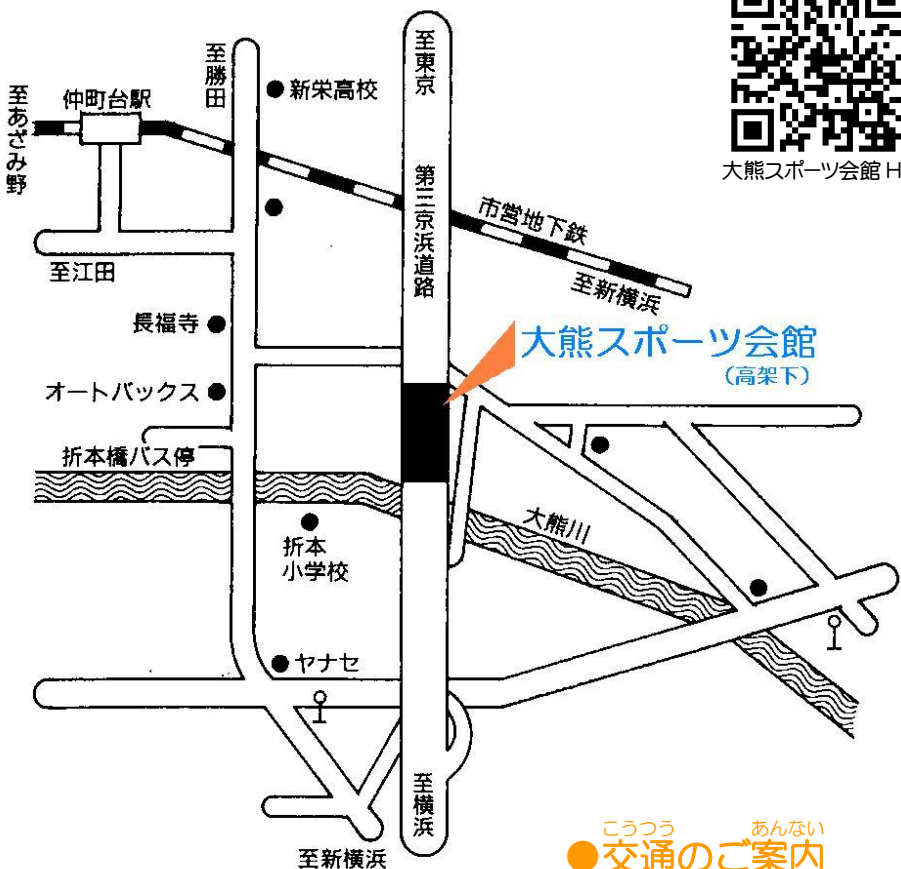 至東京
至勝田
新栄高校
仲町台駅
至あざみ野
大熊スポーツ会館 H
第三京浜道路
市営地下鉄
至新横浜
至江田
長福寺
大熊スポーツ会館
(高架下)
オートバックス
折本橋バス停
大熊川
折本
小学校
ヤナセ
至横浜
至新横浜
こうつう あんない
●交通のご案内